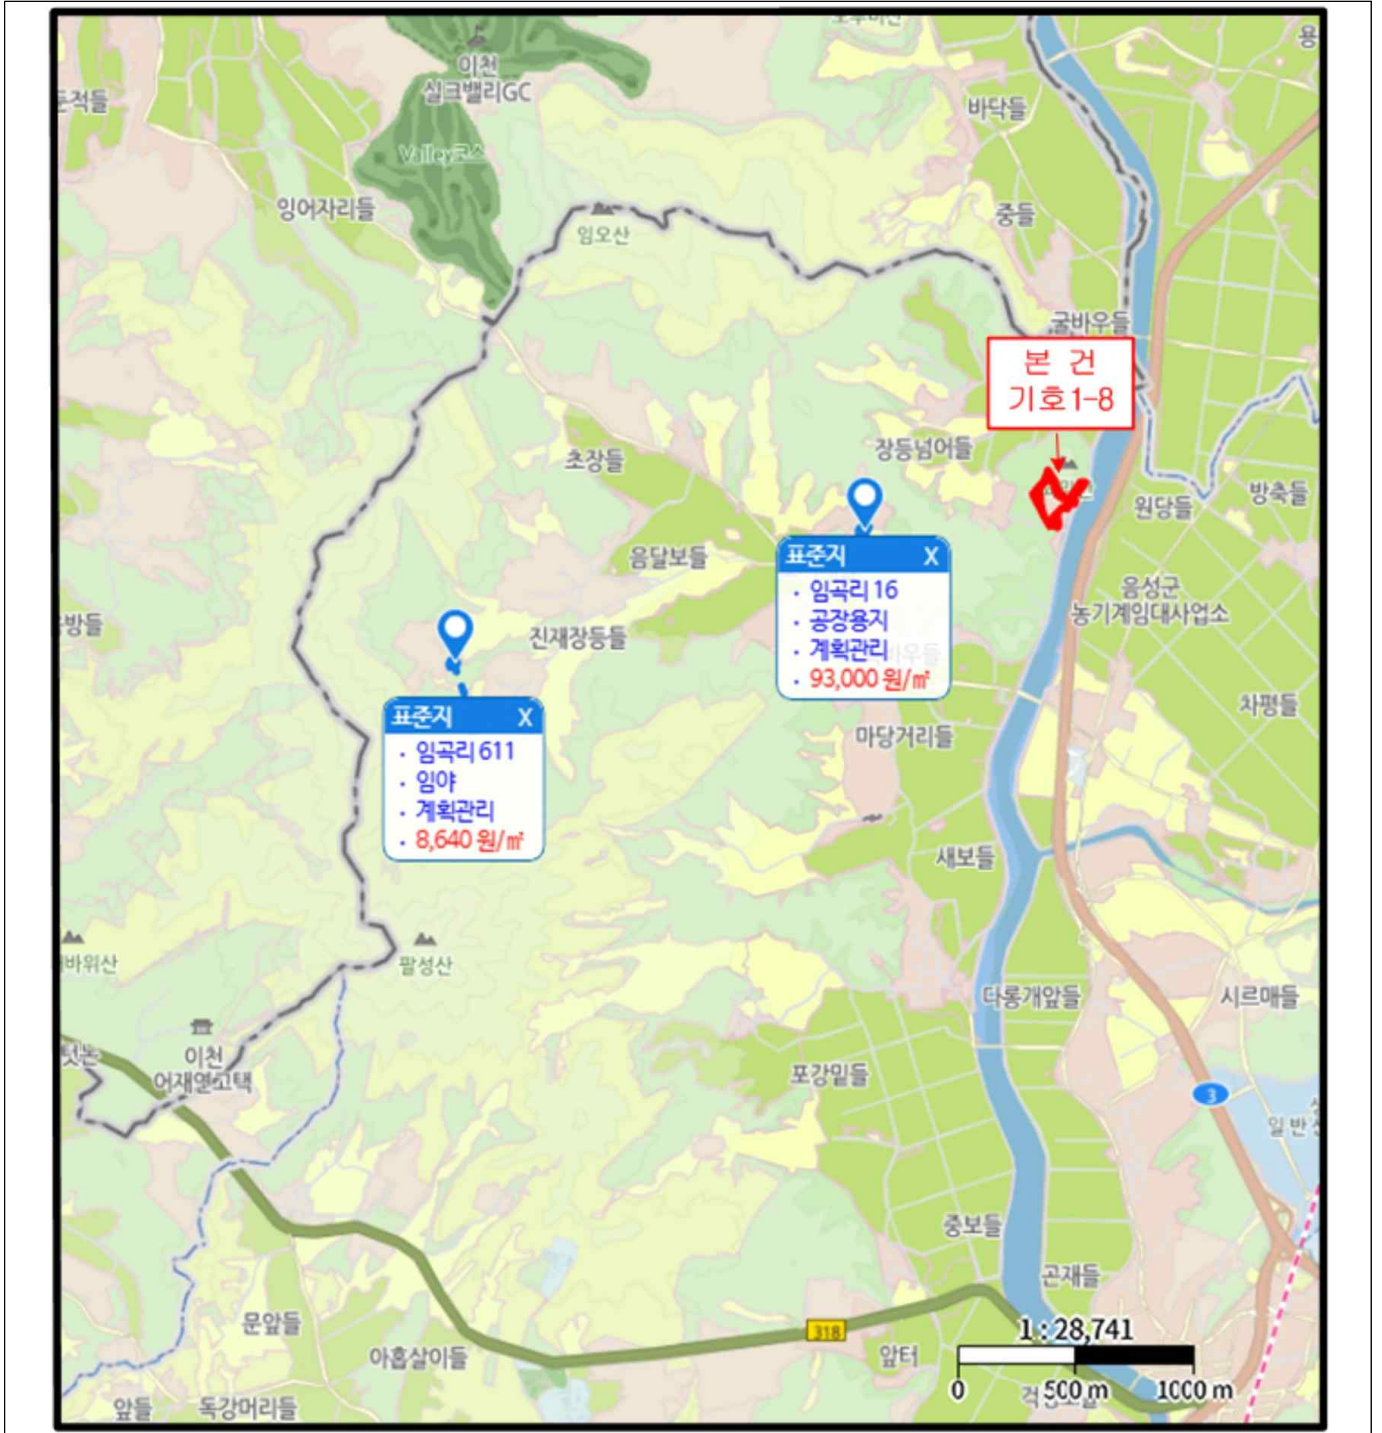 용
이천
실크밸리GC
바닥들
Valley코스
잉어자리들
중들
임오산
굴바우들
본 건
기호1-8
장등넘어들
초장들
방축들
원당들
음달보들
표준지 X
· 임곡리 16
· 공장용지
· 계획관리
· 93,000 원/㎡
음성군
농기계임대사업소
진재장등들
차평들
표준지 X
· 임곡리 611
· 임야
· 계획관리
· 8,640 원/㎡
마당거리들
새보들
바위산
팔성산
다롱개앞들
시르매들
이천
어재연고택
포강밑들
3
일반
중보들
곤재들
문앞들
318
1 : 28,741
아홉살이들
앞터
0 500 m 1000 m
앞들
독강머리들